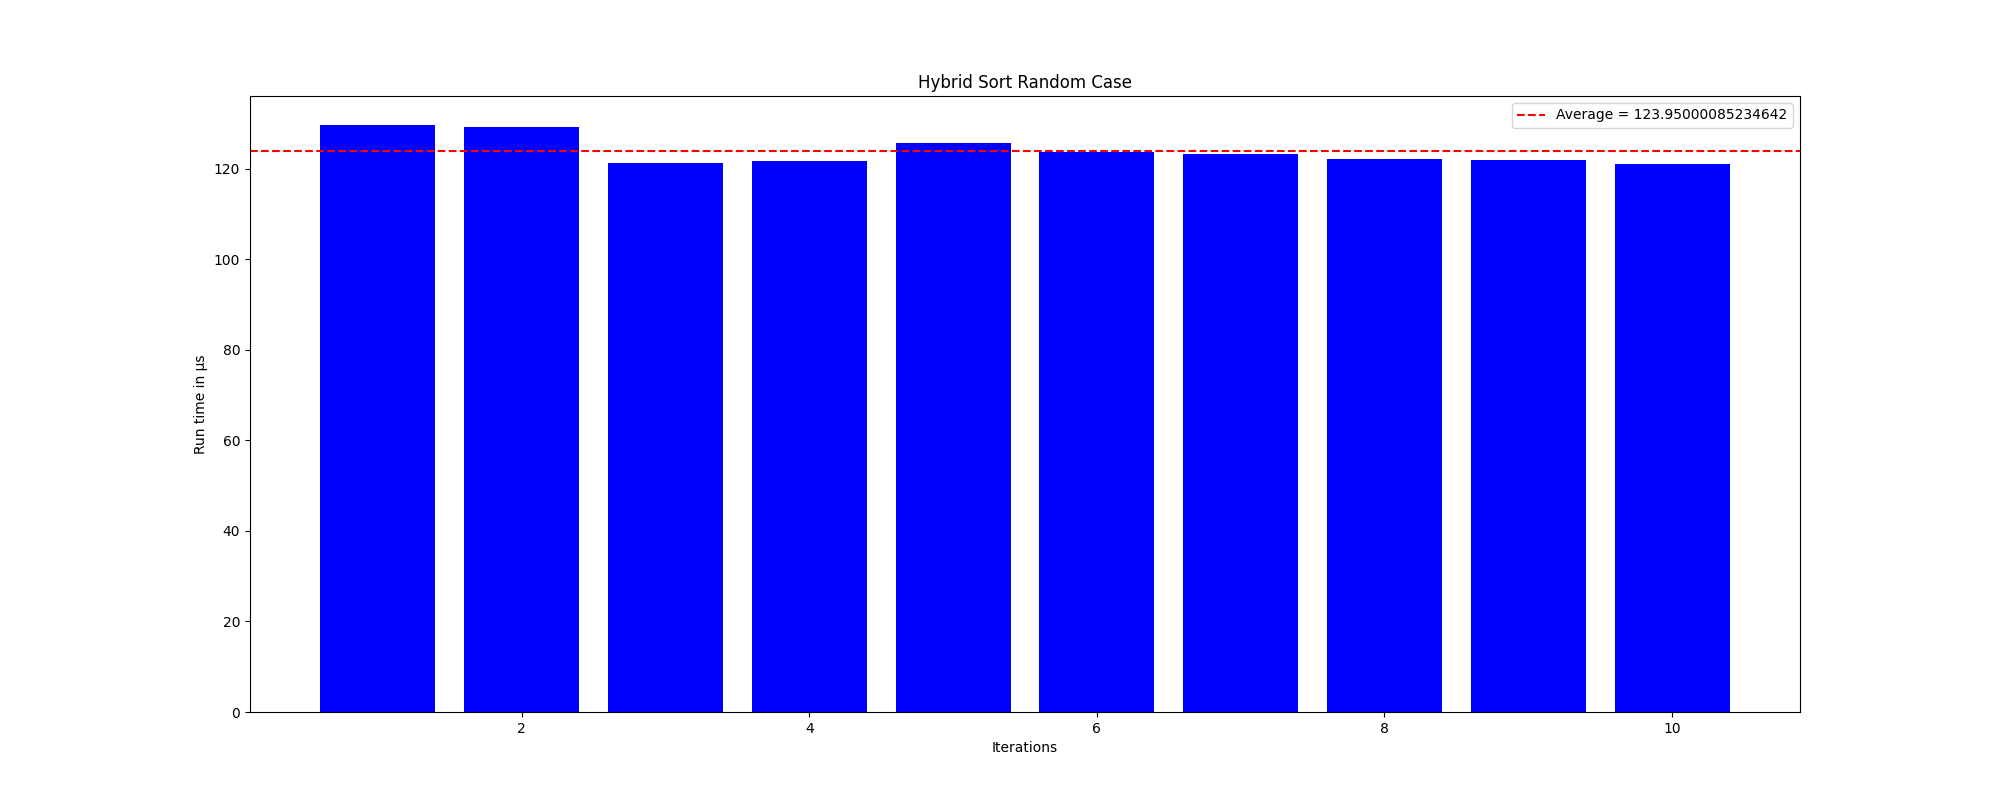 Hybrid Sort Random Case
Average = 123.95000085234642
120
100
80
60
40
20
0
Run time in µs
2 4 6 8 10
Iterations